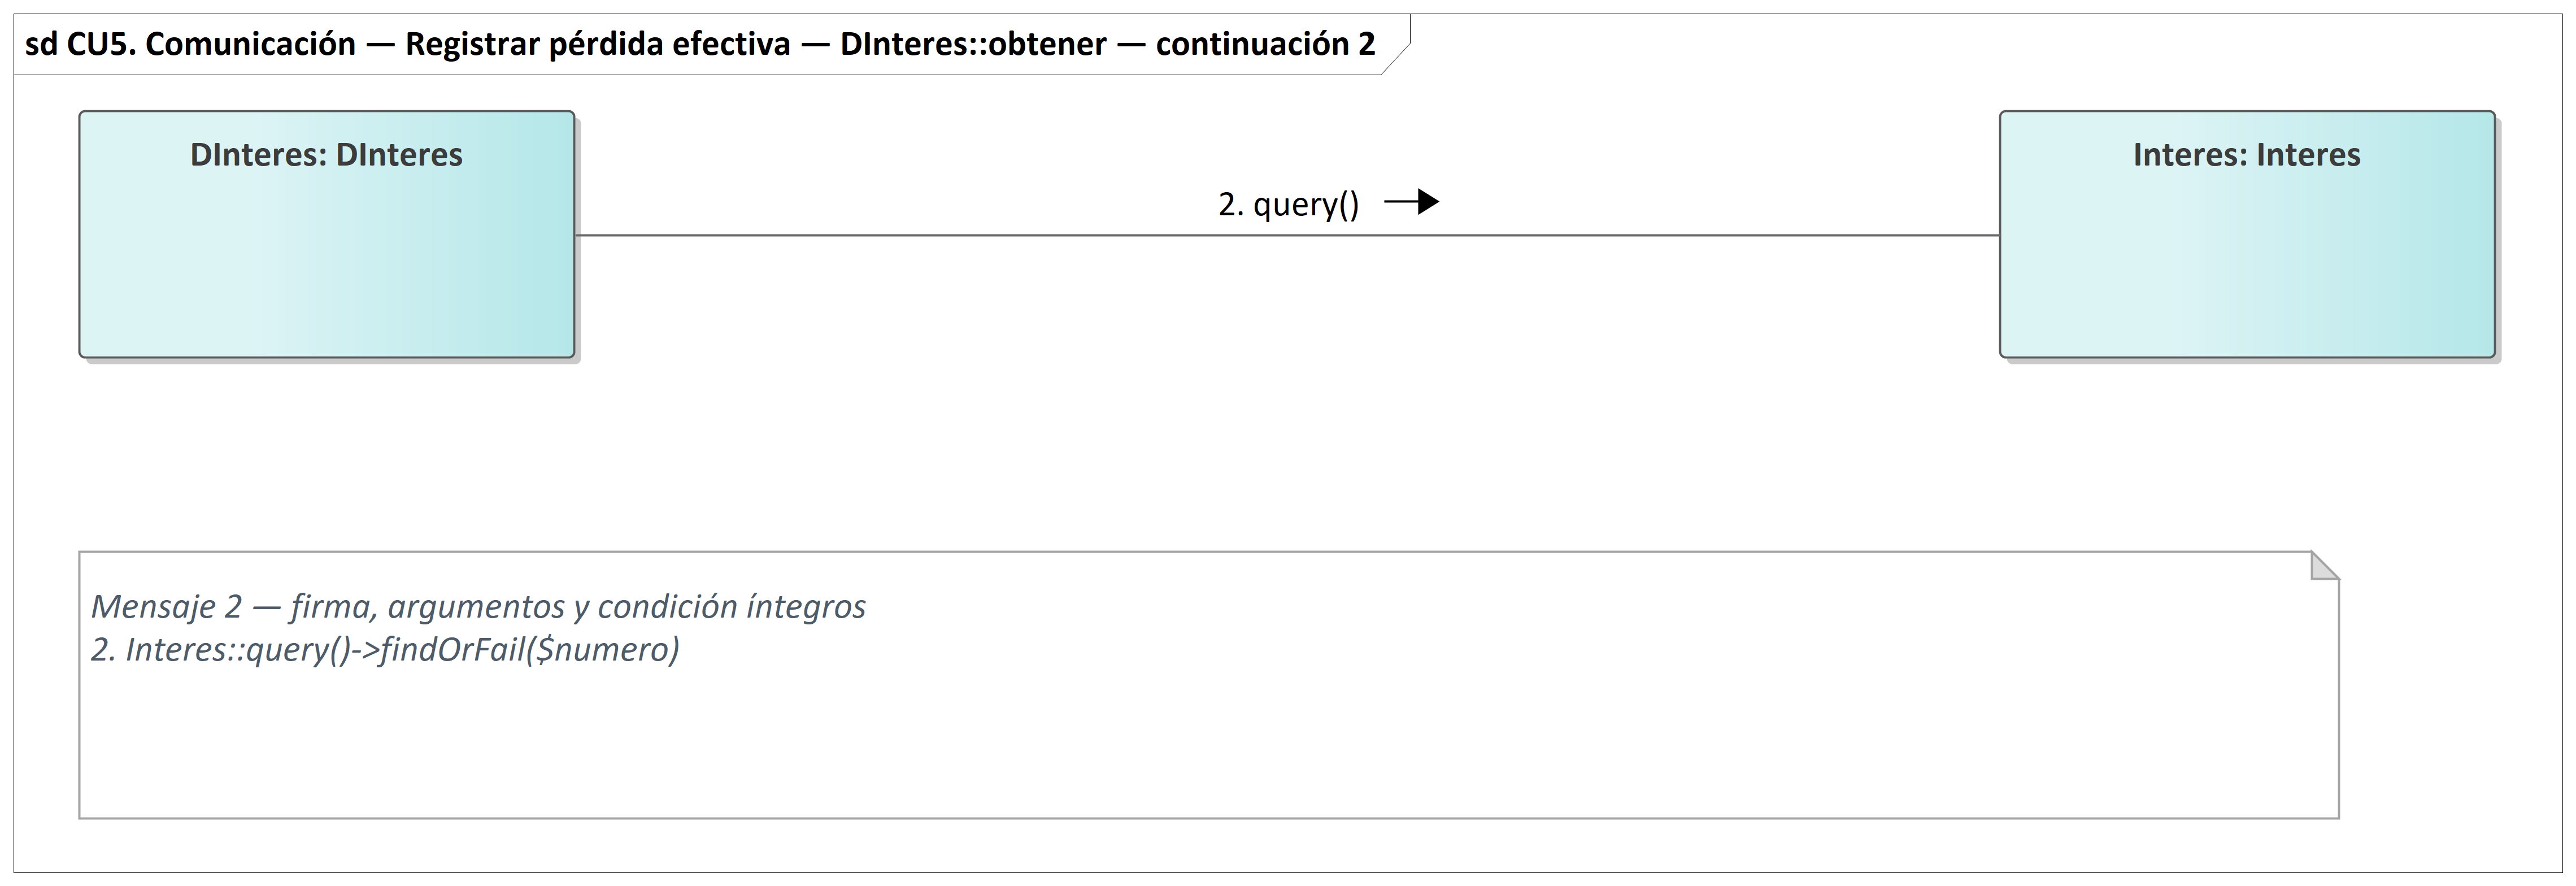 sd CU5. Comunicación — Registrar pérdida efectiva — DInteres::obtener — continuación 2
DInteres: DInteres
Interes: Interes
2. query()
Mensaje 2 — firma, argumentos y condición íntegros
2. Interes::query()->findOrFail($numero)